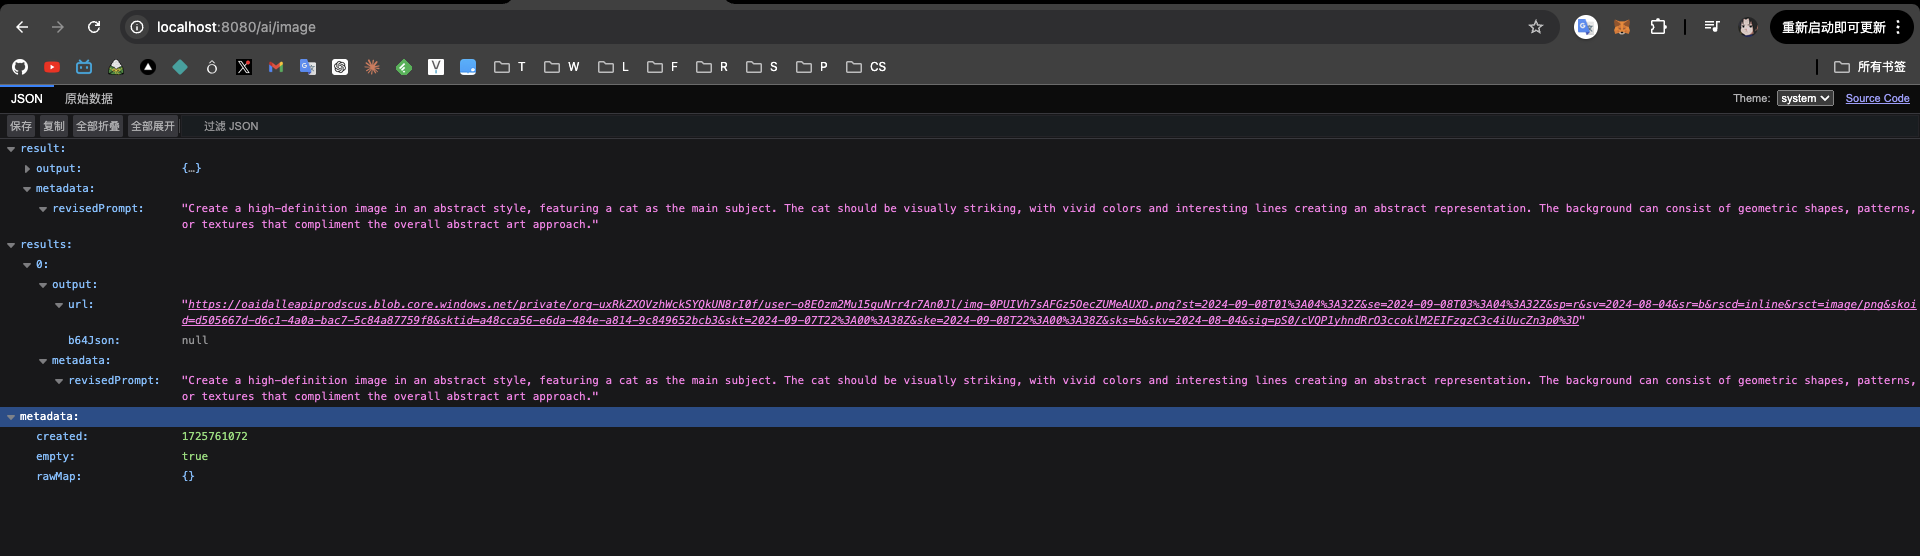 localhost:8080/ai/image
重新启动即可更新
T W L F R S P CS 所有书签
JSON 原始数据 Theme: system Source Code
保存 复制 全部折叠 全部展开 过滤 JSON
result:
output: {…}
metadata:
revisedPrompt: "Create a high-definition image in an abstract style, featuring a cat as the main subject. The cat should be visually striking, with vivid colors and interesting lines creating an abstract representation. The background can consist of geometric shapes, patterns,
or textures that compliment the overall abstract art approach."
results:
0:
output:
url: "https://oaidalleapiprodscus.blob.core.windows.net/private/org-uxRkZXOVzhWckSYQkUN8rI0f/user-o8EOzm2Mu15guNrr4r7An0Jl/img-0PUIVh7sAFGz5OecZUMeAUXD.png?st=2024-09-08T01%3A04%3A32Z&se=2024-09-08T03%3A04%3A32Z&sp=r&sv=2024-08-04&sr=b&rscd=inline&rsct=image/png&skoi
d=d505667d-d6c1-4a0a-bac7-5c84a87759f8&sktid=a48cca56-e6da-484e-a814-9c849652bcb3&skt=2024-09-07T22%3A00%3A38Z&ske=2024-09-08T22%3A00%3A38Z&sks=b&skv=2024-08-04&sig=pS0/cVQP1yhndRrO3ccoklM2EIFzgzC3c4iUucZn3p0%3D"
b64Json: null
metadata:
revisedPrompt: "Create a high-definition image in an abstract style, featuring a cat as the main subject. The cat should be visually striking, with vivid colors and interesting lines creating an abstract representation. The background can consist of geometric shapes, patterns,
or textures that compliment the overall abstract art approach."
metadata:
created: 1725761072
empty: true
rawMap: {}